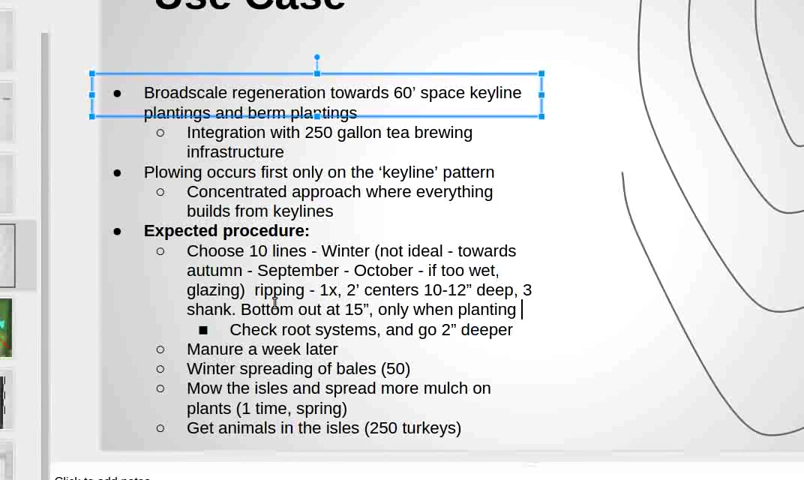 Use Case
● Broadscale regeneration towards 60’ space keyline
plantings and berm plantings
○ Integration with 250 gallon tea brewing
infrastructure
● Plowing occurs first only on the ‘keyline’ pattern
○ Concentrated approach where everything
builds from keylines
● Expected procedure:
○ Choose 10 lines - Winter (not ideal - towards
autumn - September - October - if too wet,
glazing)  ripping - 1x, 2’ centers 10-12” deep, 3
shank. Bottom out at 15”, only when planting
■ Check root systems, and go 2” deeper
○ Manure a week later
○ Winter spreading of bales (50)
○ Mow the isles and spread more mulch on
plants (1 time, spring)
○ Get animals in the isles (250 turkeys)
Click to add notes